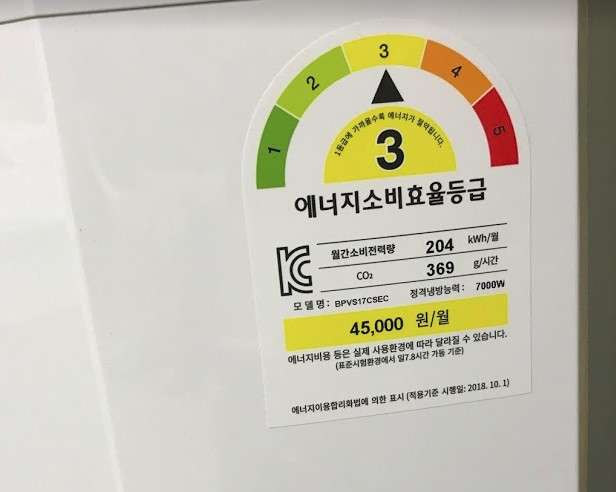 1
2
3
4
5
1등급에 가까울수록 에너지가 절약됩니다.
3
에너지소비효율등급
월간소비전력량 204 kWh/월
CO₂ 369 g/시간
모 델 명 : BPVS17CSEC 정격냉방능력 : 7000W
45,000 원/월
에너지비용 등은 실제 사용환경에 따라 달라질 수 있습니다.
(표준시험환경에서 일7.8시간 가동 기준)
에너지이용합리화법에 의한 표시 (적용기준 시행일: 2018. 10. 1)